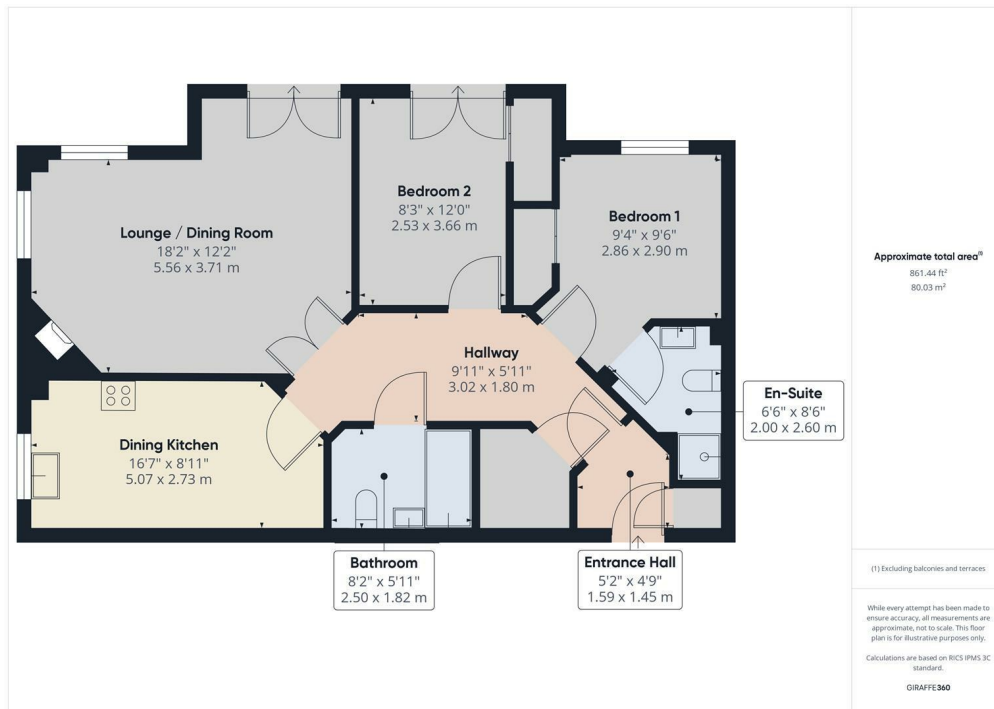 Lounge / Dining Room
18'2" x 12'2"
5.56 x 3.71 m
Bedroom 2
8'3" x 12'0"
2.53 x 3.66 m
Bedroom 1
9'4" x 9'6"
2.86 x 2.90 m
Hallway
9'11" x 5'11"
3.02 x 1.80 m
En-Suite
6'6" x 8'6"
2.00 x 2.60 m
Dining Kitchen
16'7" x 8'11"
5.07 x 2.73 m
Bathroom
8'2" x 5'11"
2.50 x 1.82 m
Entrance Hall
5'2" x 4'9"
1.59 x 1.45 m
Approximate total area⁽¹⁾
861.44 ft²
80.03 m²
(1) Excluding balconies and terraces
While every attempt has been made to
ensure accuracy, all measurements are
approximate, not to scale. This floor
plan is for illustrative purposes only.
Calculations are based on RICS IPMS 3C
standard.
GIRAFFE360